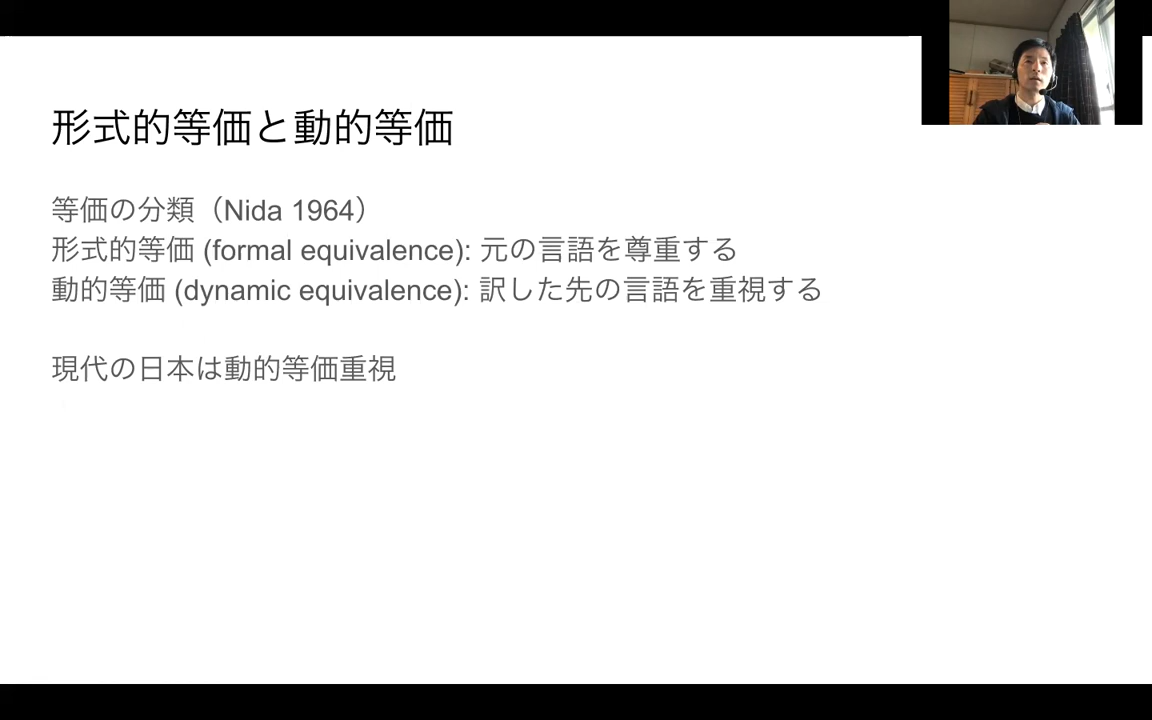 形式的等価と動的等価
等価の分類（Nida 1964）
形式的等価 (formal equivalence): 元の言語を尊重する
動的等価 (dynamic equivalence): 訳した先の言語を重視する
現代の日本は動的等価重視